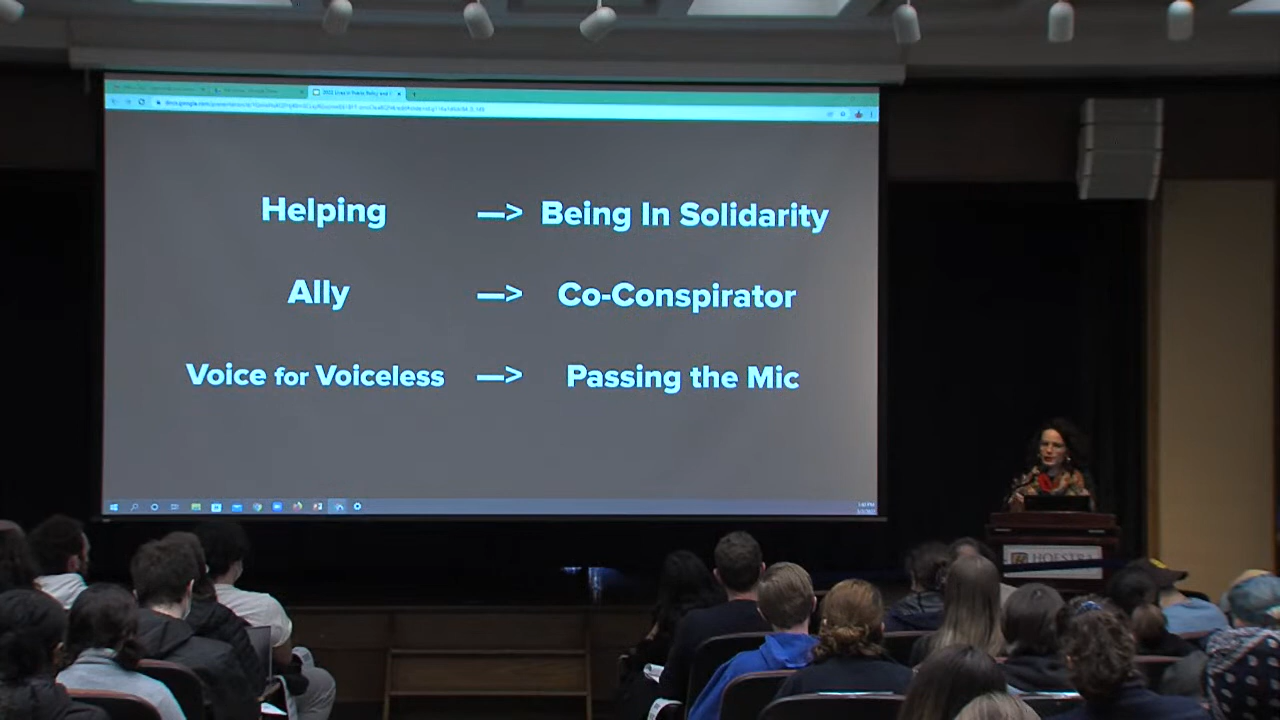 Helping —> Being In Solidarity
Ally —> Co-Conspirator
Voice for Voiceless —> Passing the Mic
HOFSTRA